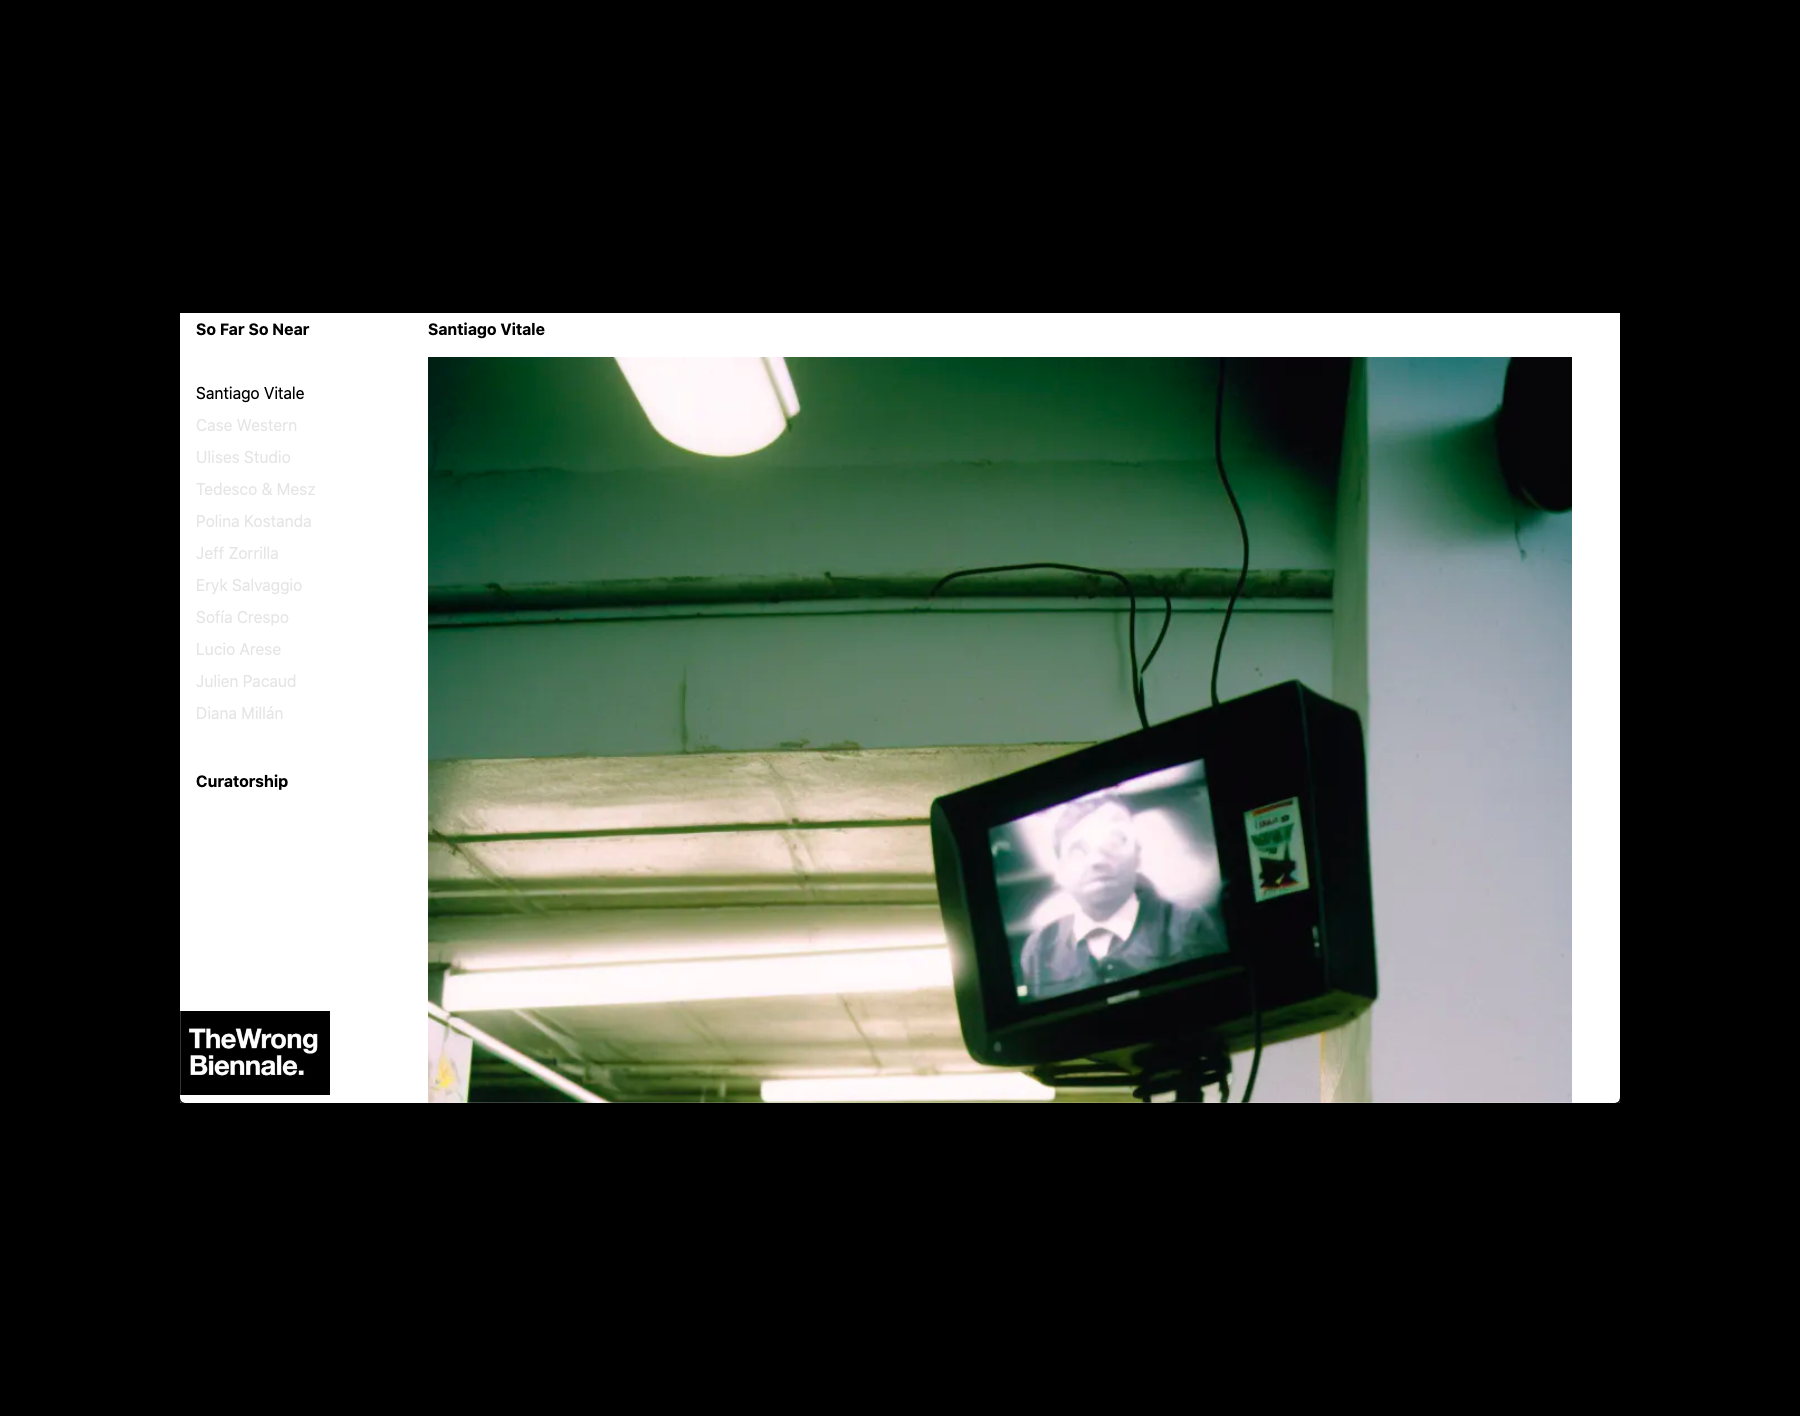 So Far So Near
Santiago Vitale
Santiago Vitale
Case Western
Ulises Studio
Tedesco & Mesz
Polina Kostanda
Jeff Zorrilla
Eryk Salvaggio
Sofía Crespo
Lucio Arese
Julien Pacaud
Diana Millán
Curatorship
TheWrong
Biennale.